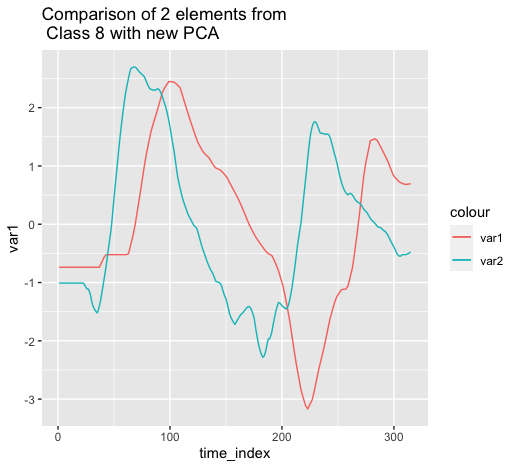 Comparison of 2 elements from
Class 8 with new PCA
2
1
0
-1
-2
-3
var1
0
100
200
300
time_index
colour
var1
var2